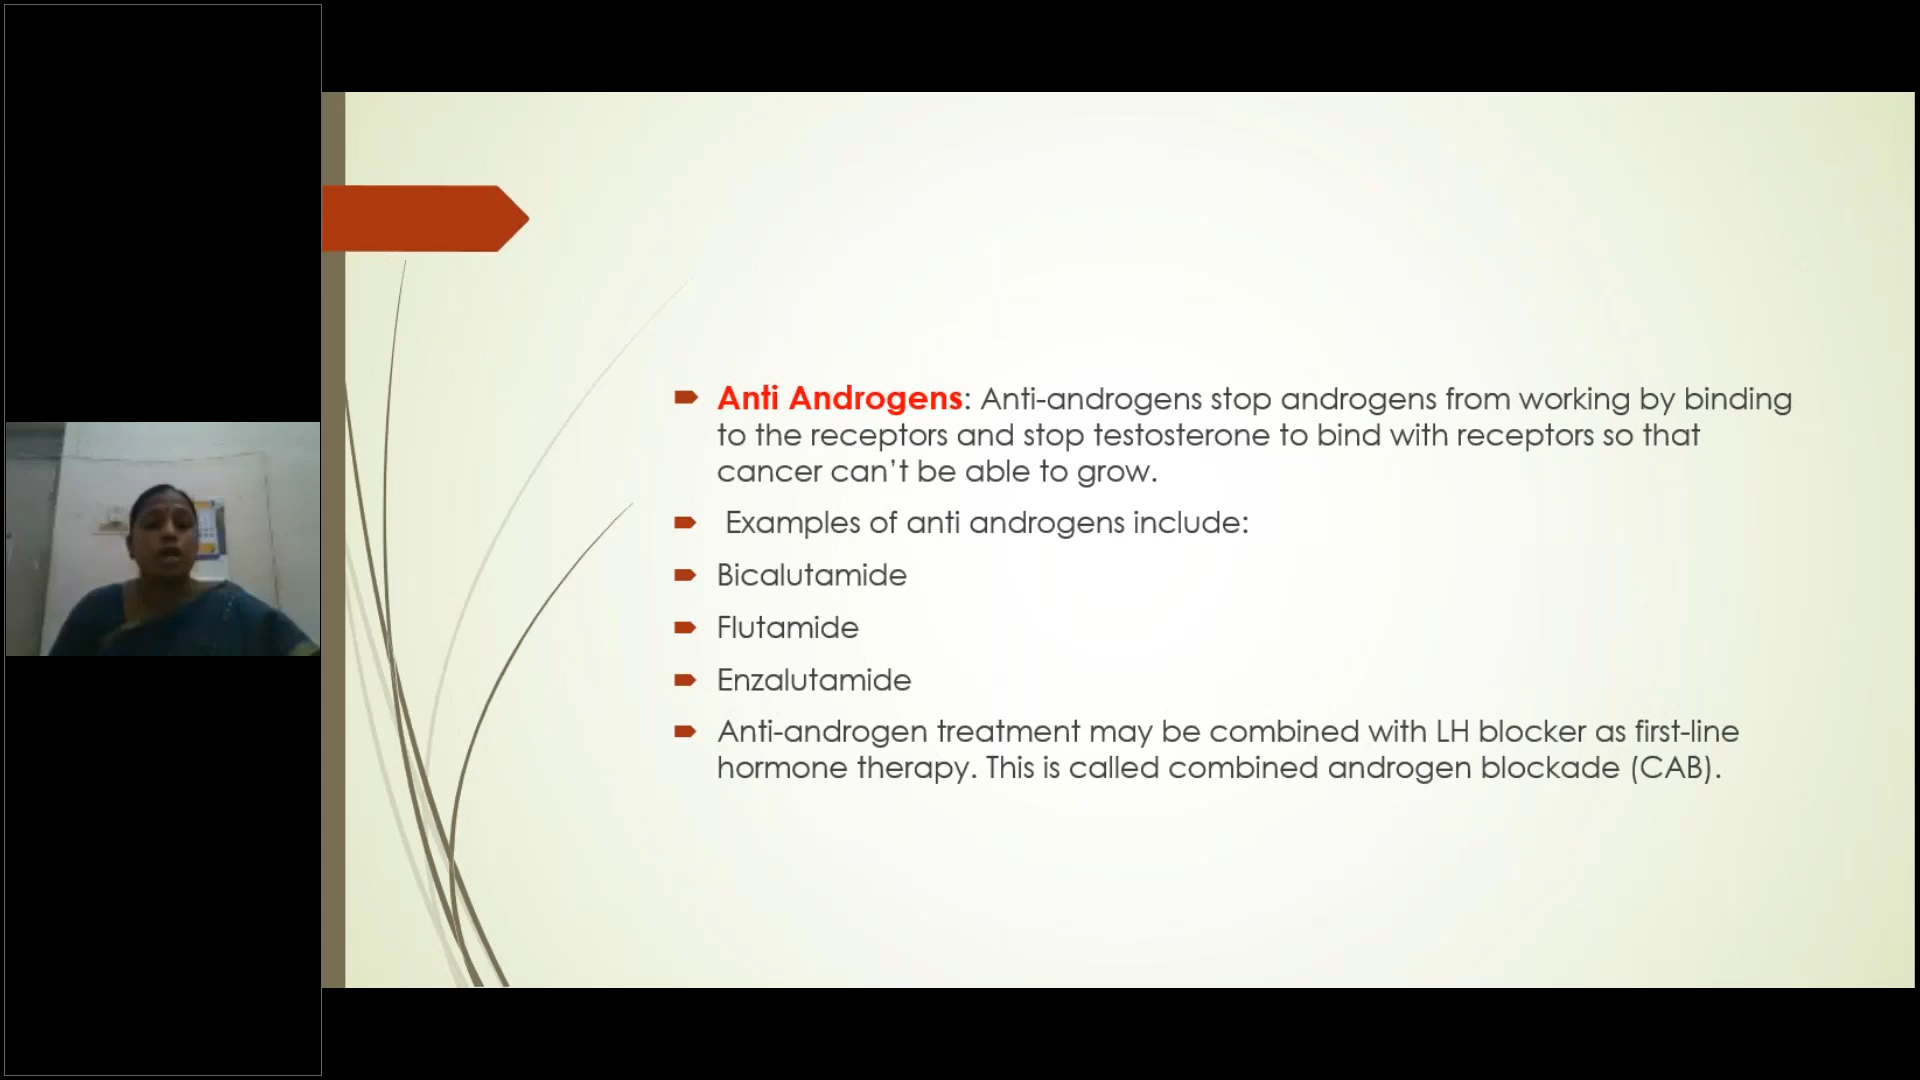 Anti Androgens: Anti-androgens stop androgens from working by binding
to the receptors and stop testosterone to bind with receptors so that
cancer can’t be able to grow.
Examples of anti androgens include:
Bicalutamide
Flutamide
Enzalutamide
Anti-androgen treatment may be combined with LH blocker as first-line
hormone therapy. This is called combined androgen blockade (CAB).